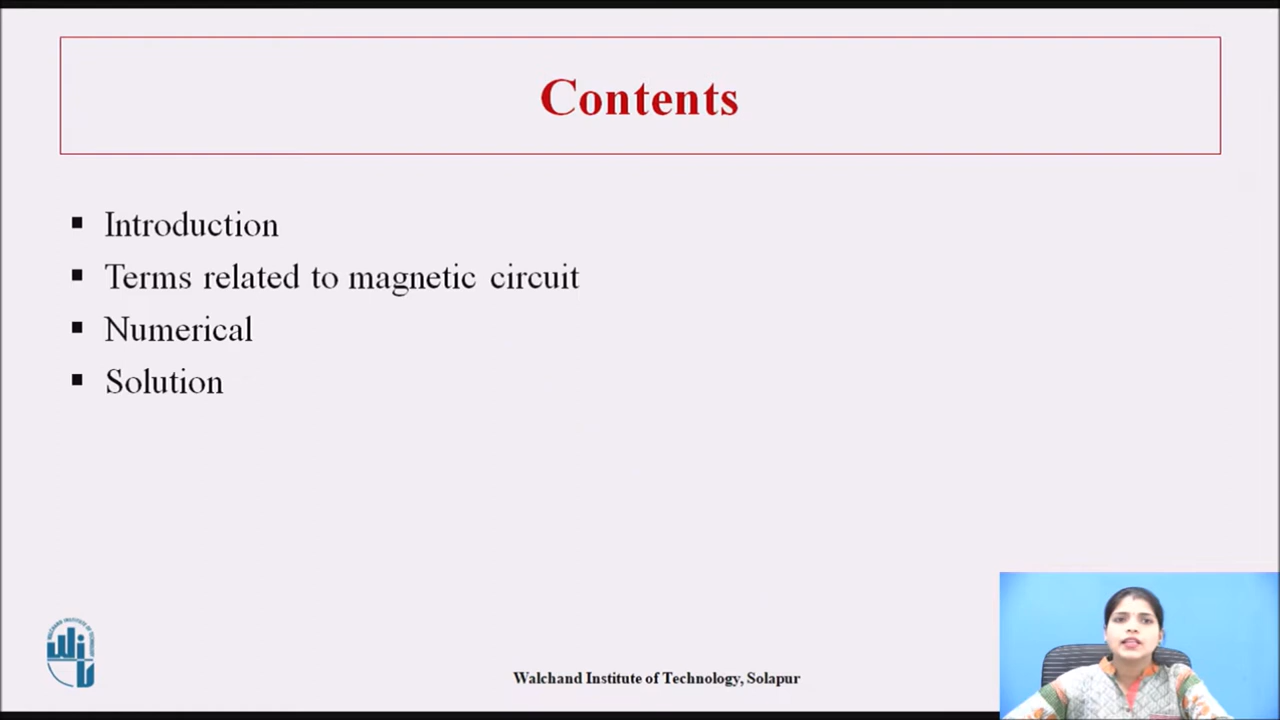 Contents
Introduction
Terms related to magnetic circuit
Numerical
Solution
Walchand Institute of Technology, Solapur